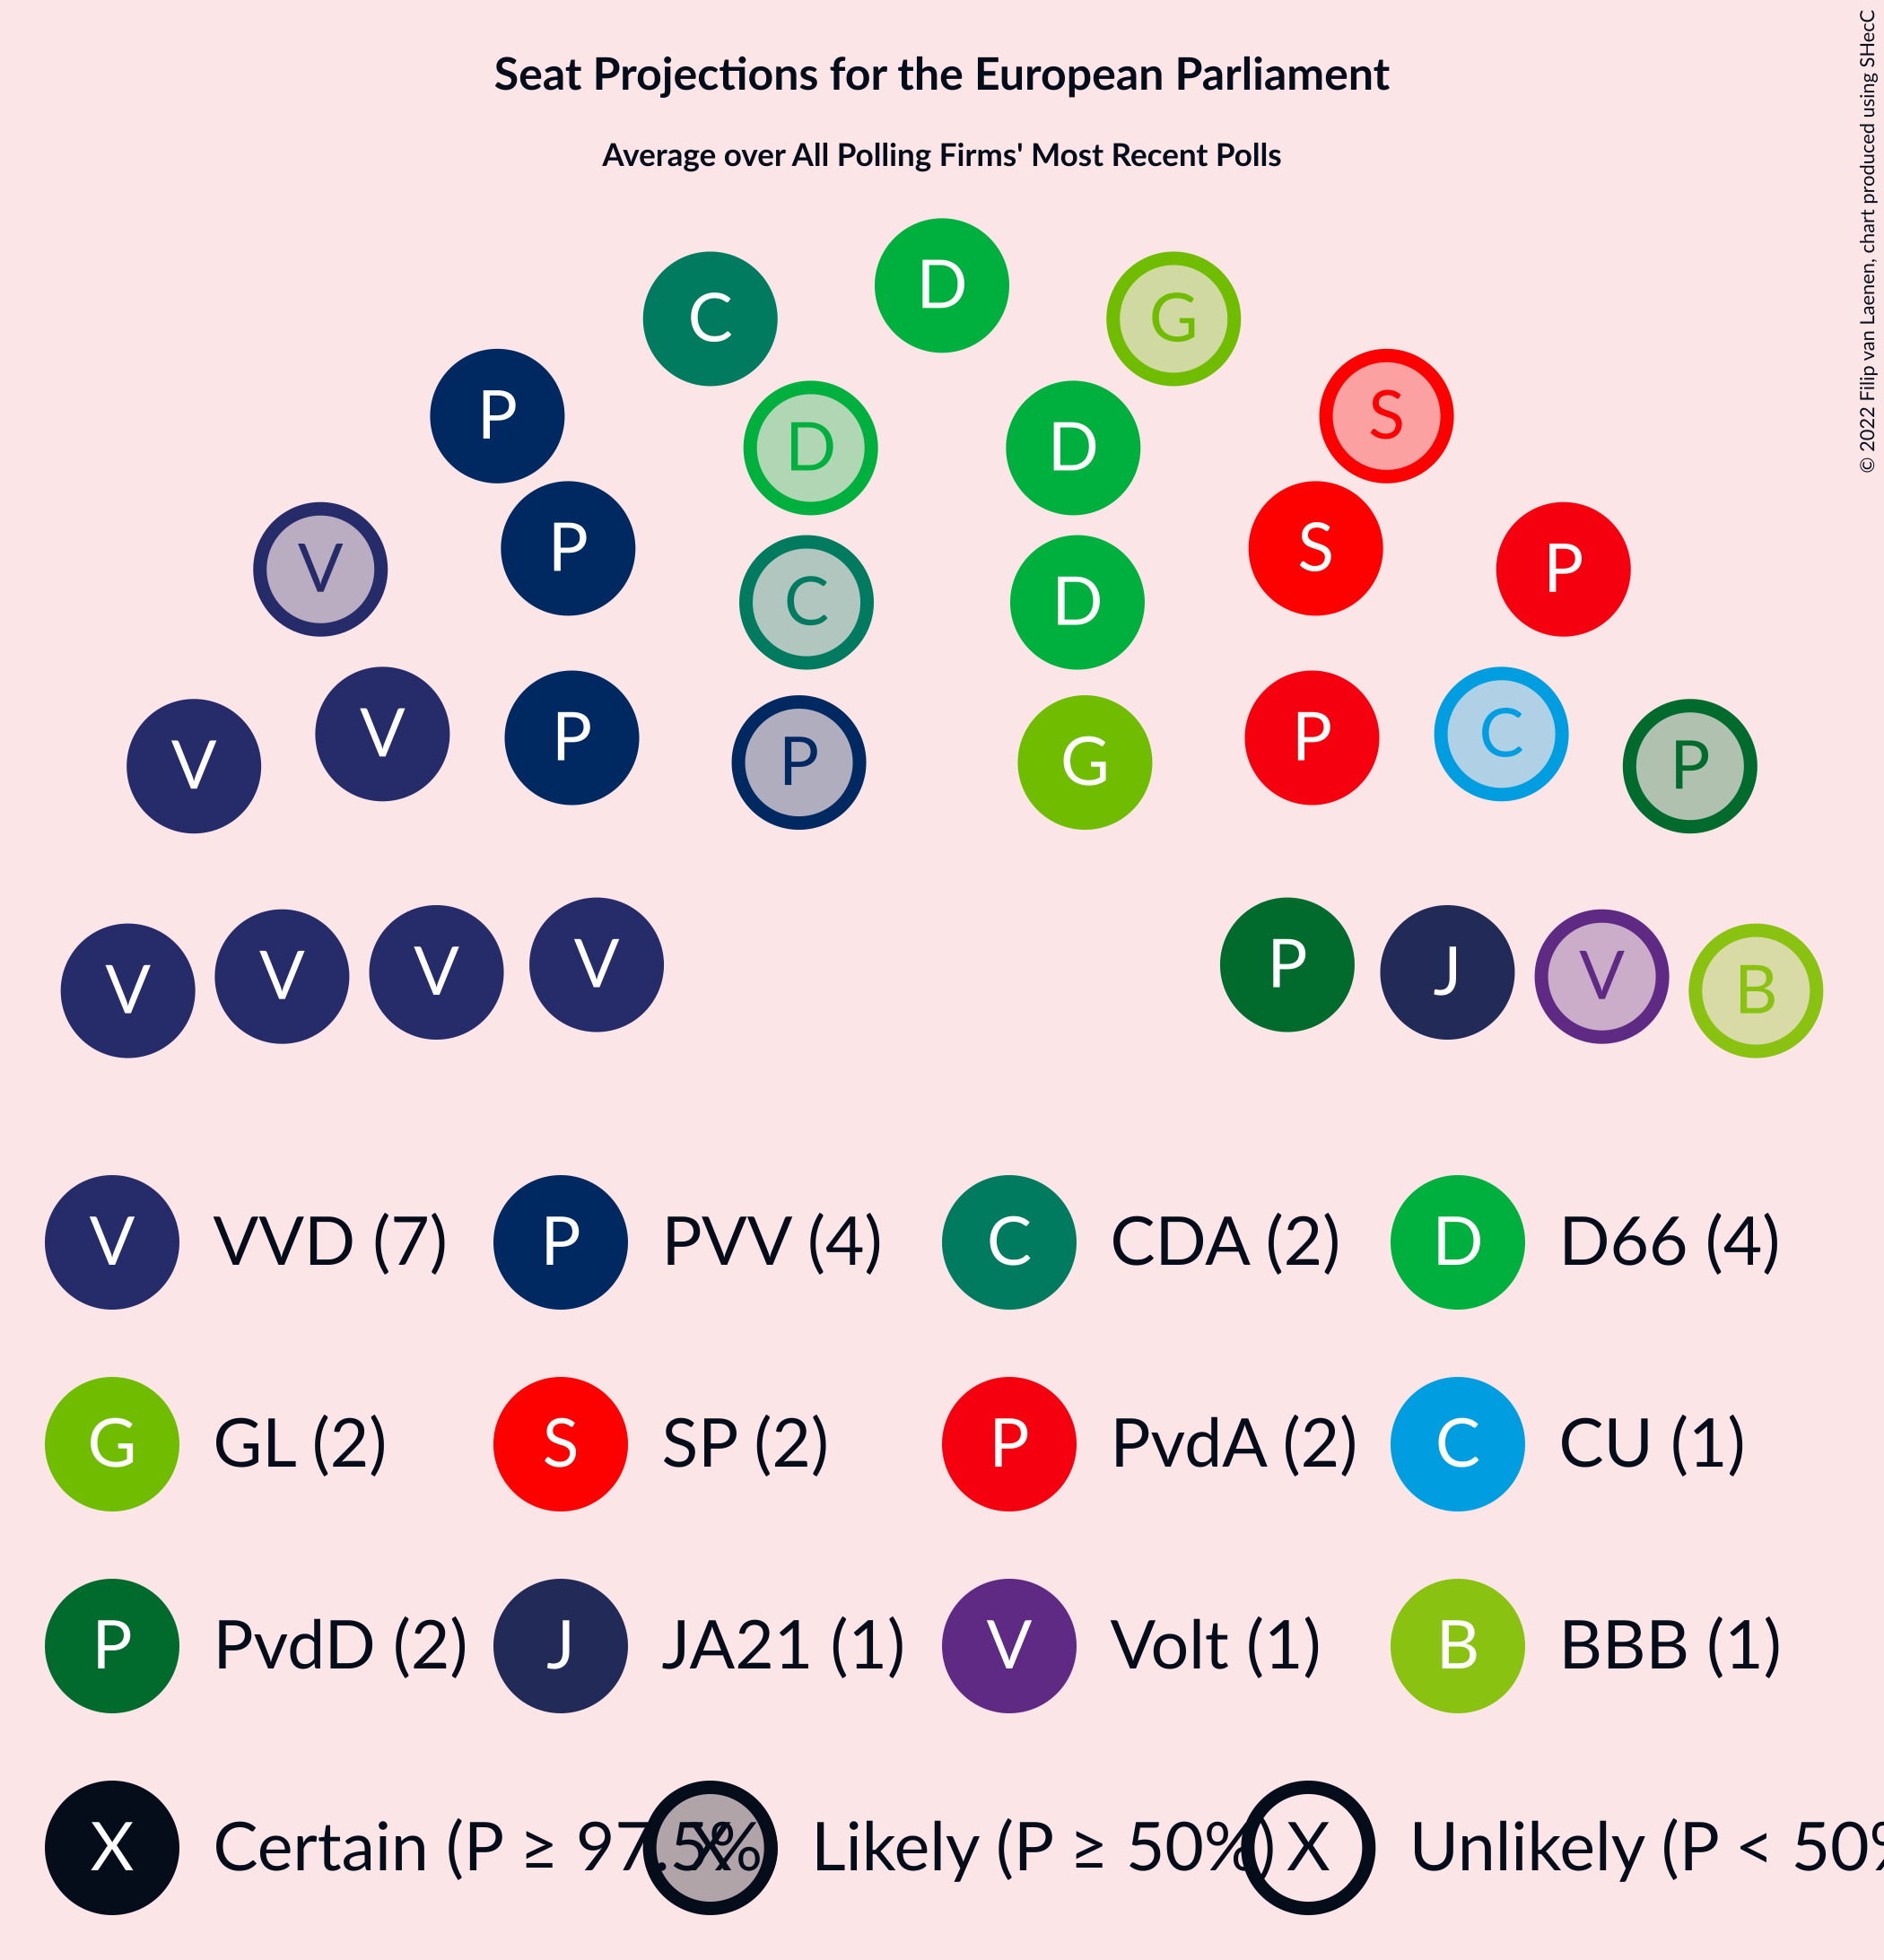 Seat Projections for the European Parliament
Average over All Polling Firms' Most Recent Polls
© 2022 Filip van Laenen, chart produced using SHecC
D
C G
P S
D D
P S
V P
C D
V P P C
P G
V P
V V V V P J V B
V VVD (7) P PVV (4) C CDA (2) D D66 (4)
G GL (2) S SP (2) P PvdA (2) C CU (1)
P PvdD (2) J JA21 (1) V Volt (1) B BBB (1)
X Certain (P ≥ 97.5% X Likely (P ≥ 50%) X Unlikely (P < 50%